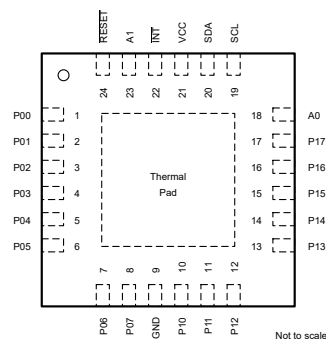 RESET A1 INT VCC SDA SCL
24 23 22 21 20 19
P00 1 18 A0
P01 2 17 P17
P02 3 16 P16
P03 4 15 P15
P04 5 14 P14
P05 6 13 P13
Thermal
Pad
7 8 9 10 11 12
P06 P07 GND P10 P11 P12
Not to scale